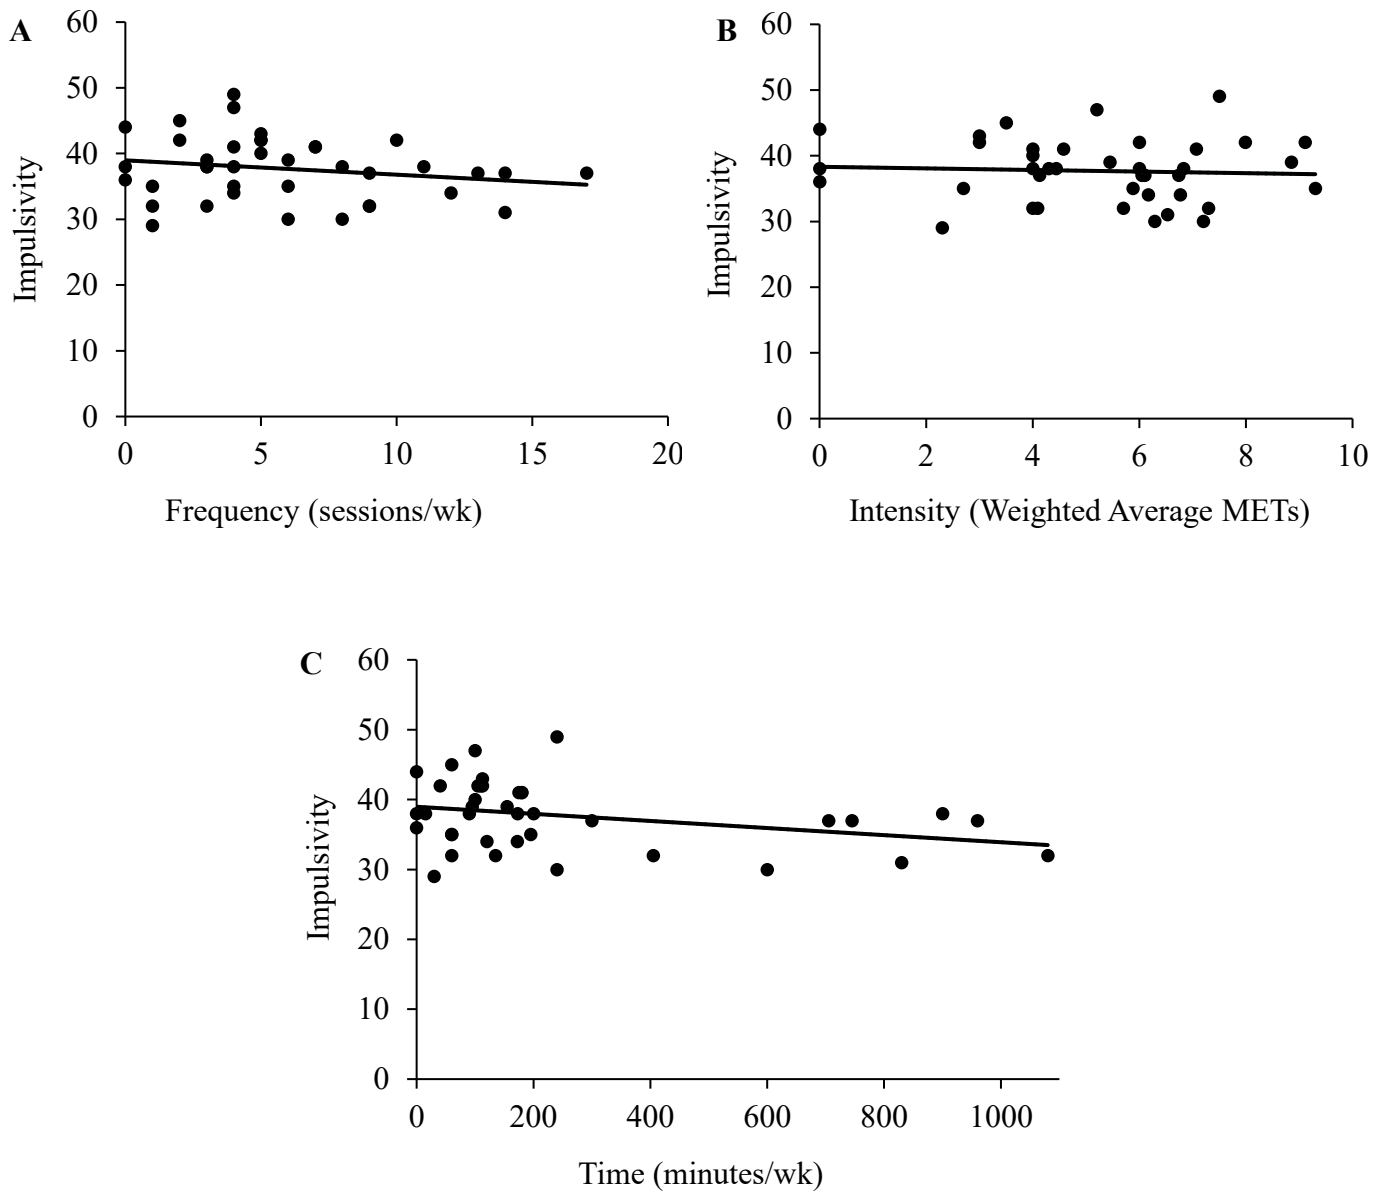 A
60
50
40
30
20
10
0
Impulsivity
0 5 10 15 20
Frequency (sessions/wk)
B
60
50
40
30
20
10
0
Impulsivity
0 2 4 6 8 10
Intensity (Weighted Average METs)
C
60
50
40
30
20
10
0
Impulsivity
0 200 400 600 800 1000
Time (minutes/wk)